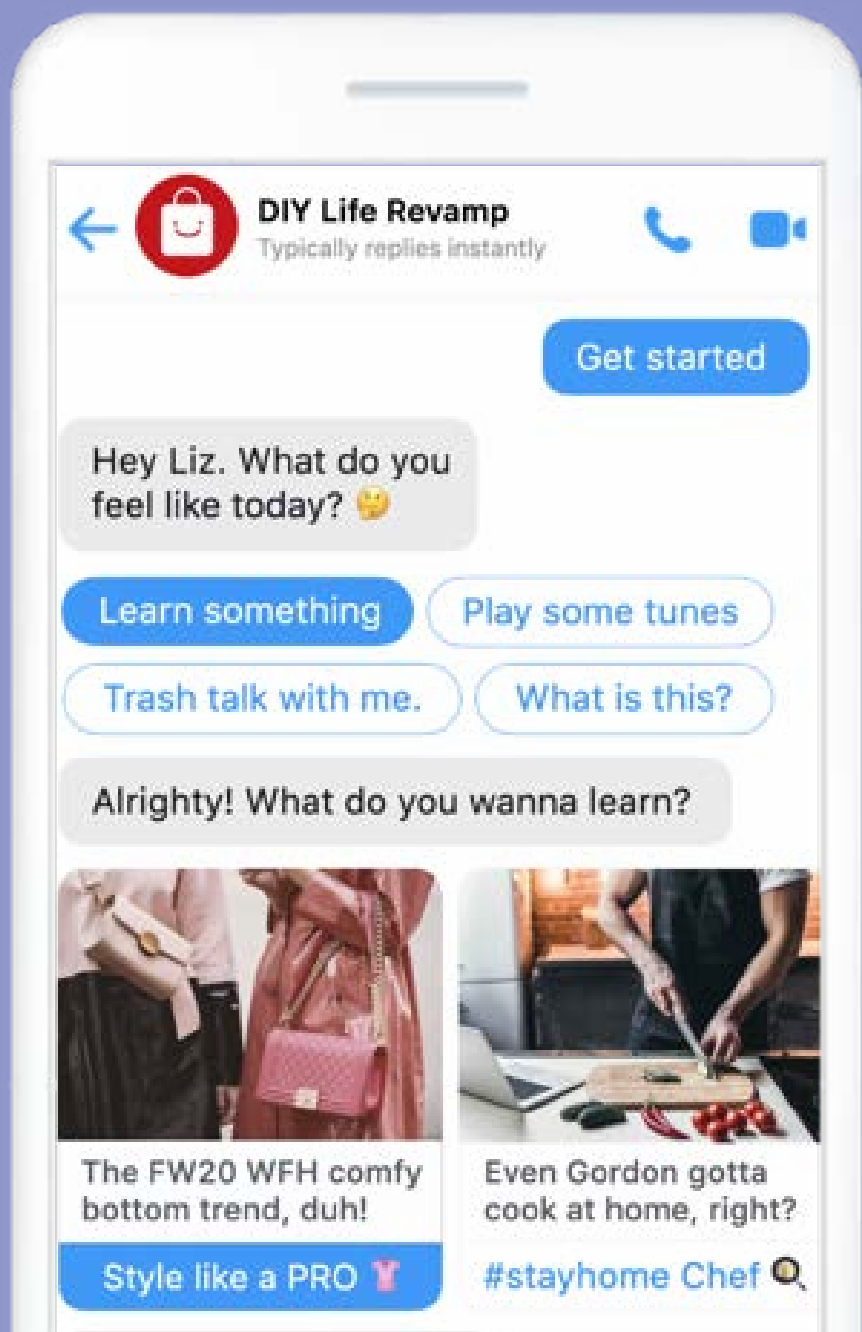 DIY Life Revamp
Typically replies instantly
Get started
Hey Liz. What do you
feel like today? 🤔
Learn something
Play some tunes
Trash talk with me.
What is this?
Alrighty! What do you wanna learn?
The FW20 WFH comfy
bottom trend, duh!
Style like a PRO 👚
Even Gordon gotta
cook at home, right?
#stayhome Chef 🍳